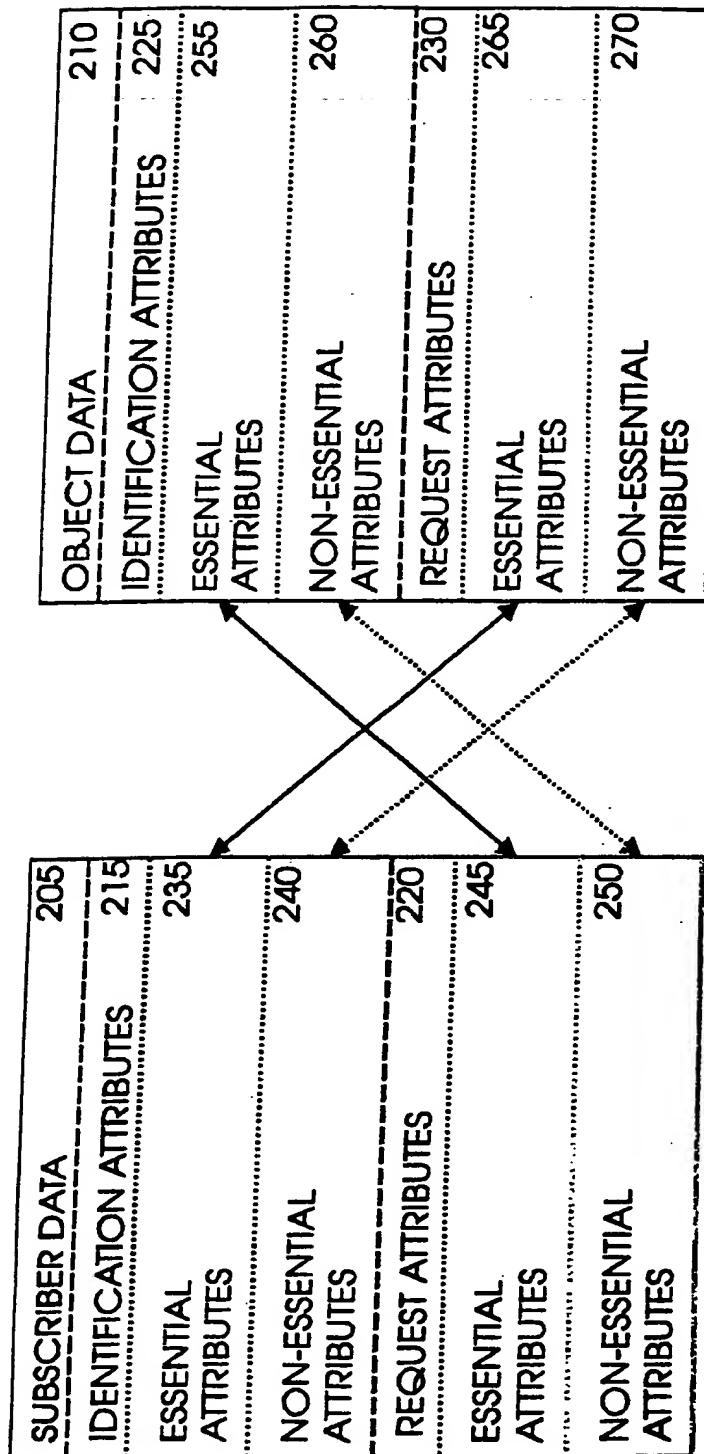 SUBSCRIBER DATA 205
IDENTIFICATION ATTRIBUTES 215
ESSENTIAL 235
ATTRIBUTES
NON-ESSENTIAL 240
ATTRIBUTES
REQUEST ATTRIBUTES 220
ESSENTIAL 245
ATTRIBUTES
NON-ESSENTIAL 250
ATTRIBUTES
OBJECT DATA 210
IDENTIFICATION ATTRIBUTES 225
ESSENTIAL 255
ATTRIBUTES
NON-ESSENTIAL 260
ATTRIBUTES
REQUEST ATTRIBUTES 230
ESSENTIAL 265
ATTRIBUTES
NON-ESSENTIAL 270
ATTRIBUTES